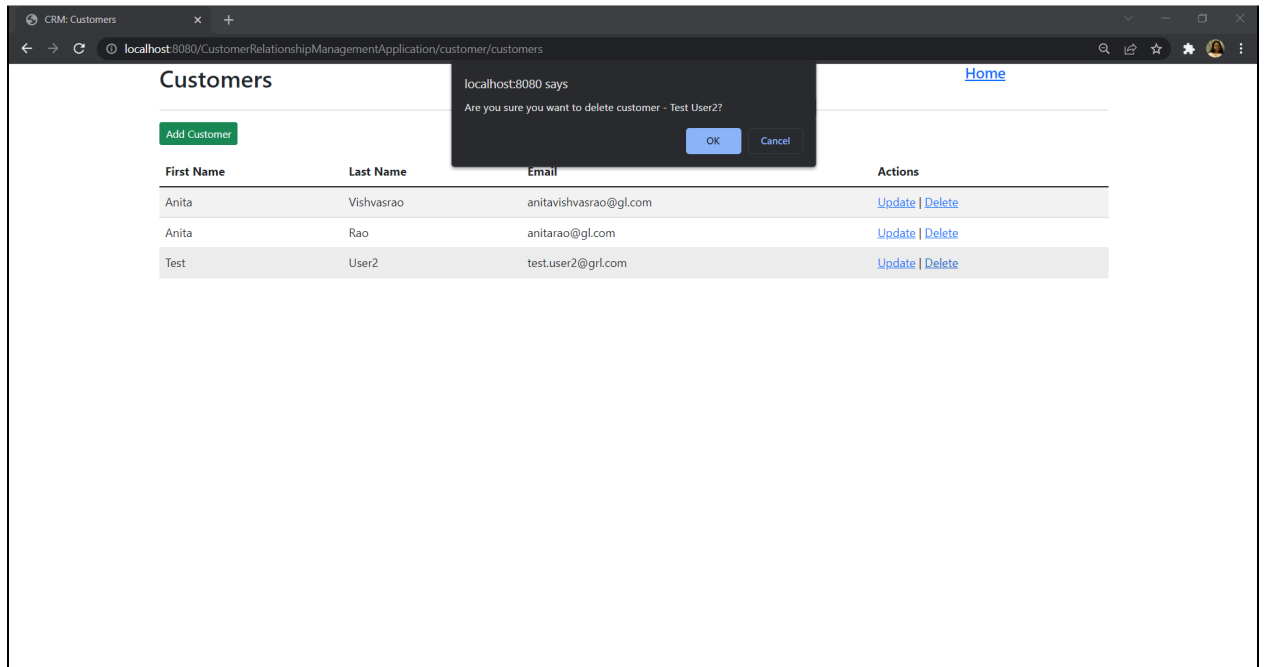 CRM: Customers
localhost:8080/CustomerRelationshipManagementApplication/customer/customers
Customers
Home
localhost:8080 says
Are you sure you want to delete customer - Test User2?
OK Cancel
Add Customer
First Name Last Name Email Actions
Anita Vishvasrao anitavishvasrao@gl.com Update | Delete
Anita Rao anitarao@gl.com Update | Delete
Test User2 test.user2@grl.com Update | Delete